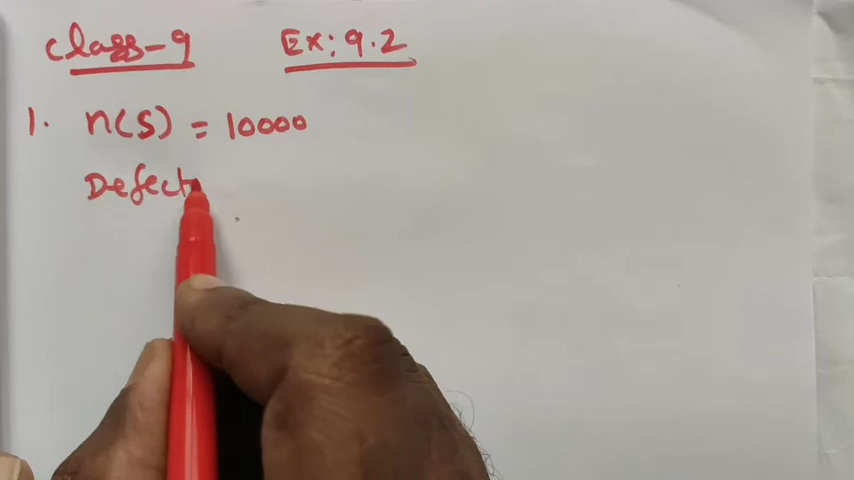 class-9 Ex: 9.2
1. n(S) = 10000
Defect